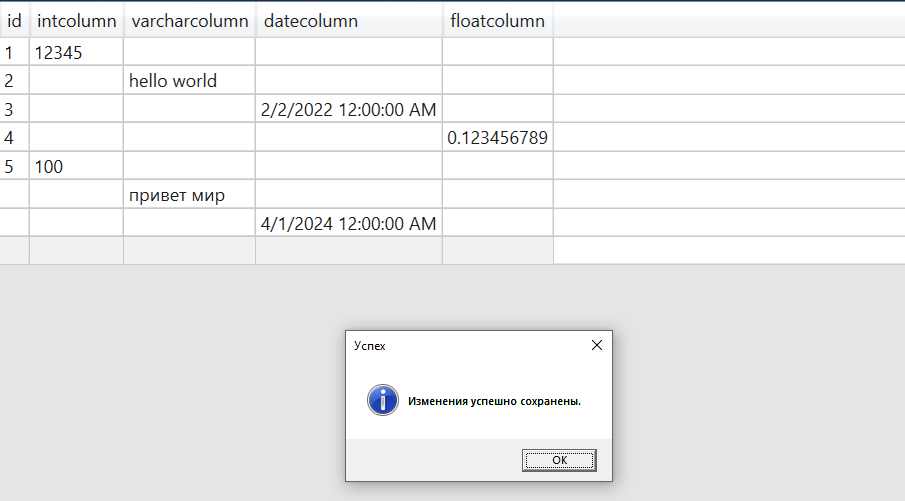 id intcolumn varcharcolumn datecolumn floatcolumn
1 12345
2 hello world
3 2/2/2022 12:00:00 AM
4 0.123456789
5 100
привет мир
4/1/2024 12:00:00 AM
Успех
Изменения успешно сохранены.
OK